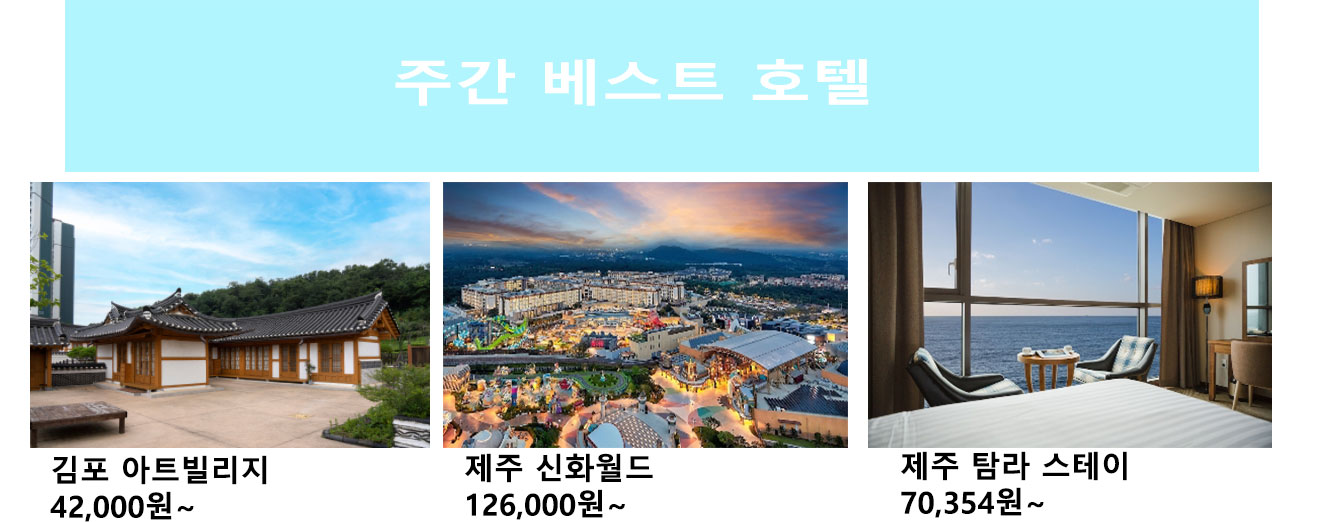 주간 베스트 호텔
김포 아트빌리지
42,000원~
제주 신화월드
126,000원~
제주 탐라 스테이
70,354원~